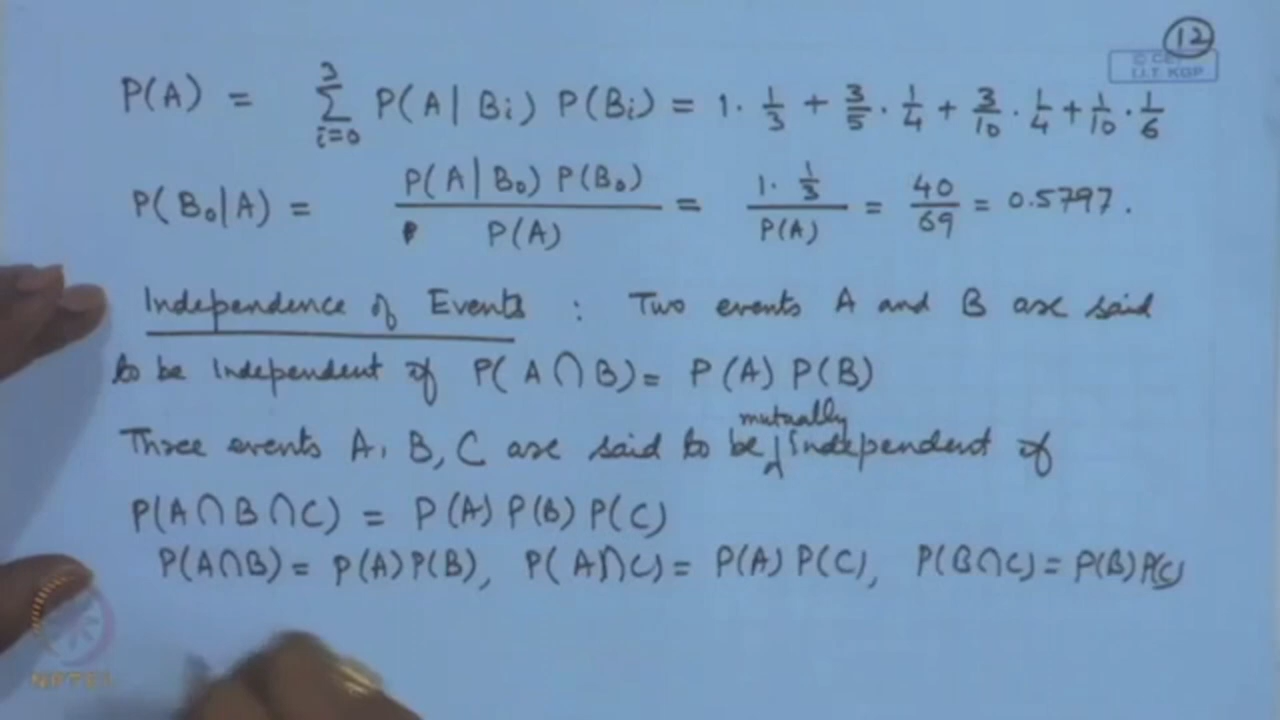 12
© CET
I.I.T. KGP
P(A) = ∑_{i=0}^{3} P(A|Bi) P(Bi) = 1. 1/3 + 3/5 . 1/4 + 3/10 . 1/4 + 1/10 . 1/6
P(B₀|A) = P(A|B₀) P(B₀) / P(A) = 1. 1/3 / P(A) = 40/69 = 0.5797.
Independence of Events : Two events A and B are said
to be independent if P(A∩B) = P(A) P(B)
Three events A, B, C are said to be mutually independent if
P(A∩B∩C) = P(A) P(B) P(C)
P(A∩B) = P(A)P(B), P(A∩C) = P(A) P(C), P(B∩C) = P(B)P(C)
NPTEL